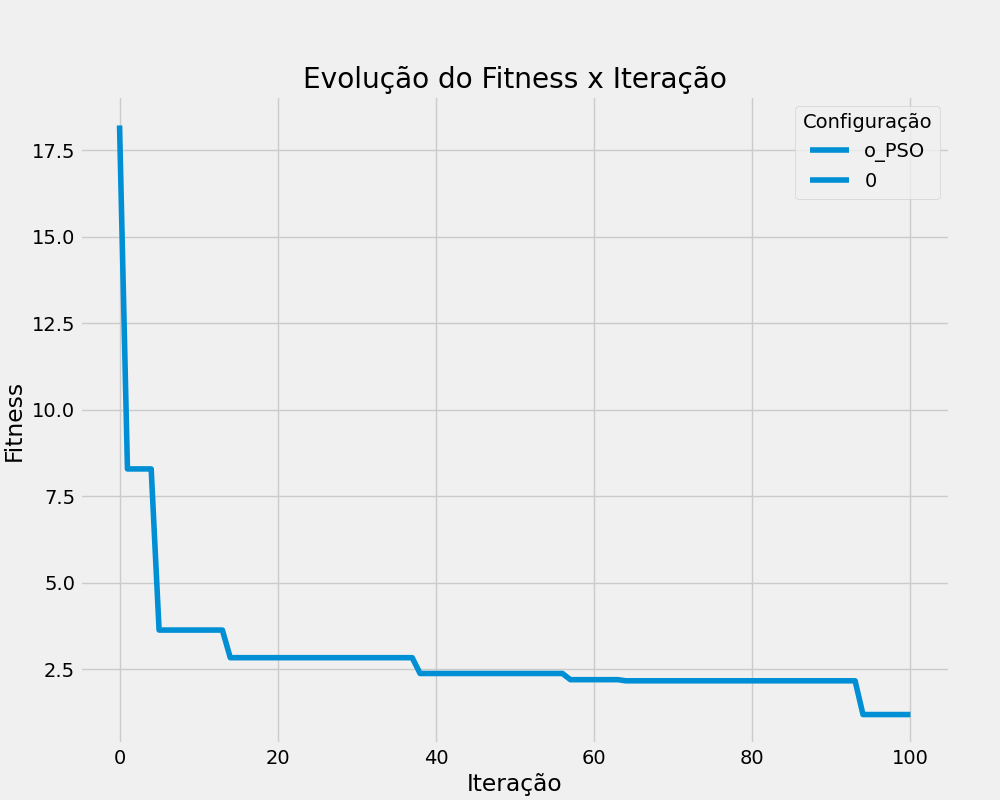 Evolução do Fitness x Iteração
Configuração
o_PSO
0
Fitness
17.5
15.0
12.5
10.0
7.5
5.0
2.5
0 20 40 60 80 100
Iteração